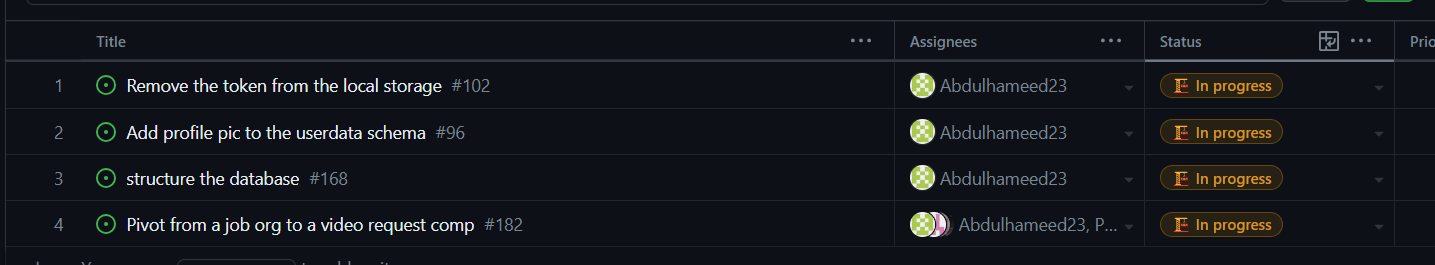 Title Assignees Status Prio
1 Remove the token from the local storage #102 Abdulhameed23 In progress
2 Add profile pic to the userdata schema #96 Abdulhameed23 In progress
3 structure the database #168 Abdulhameed23 In progress
4 Pivot from a job org to a video request comp #182 Abdulhameed23, P... In progress